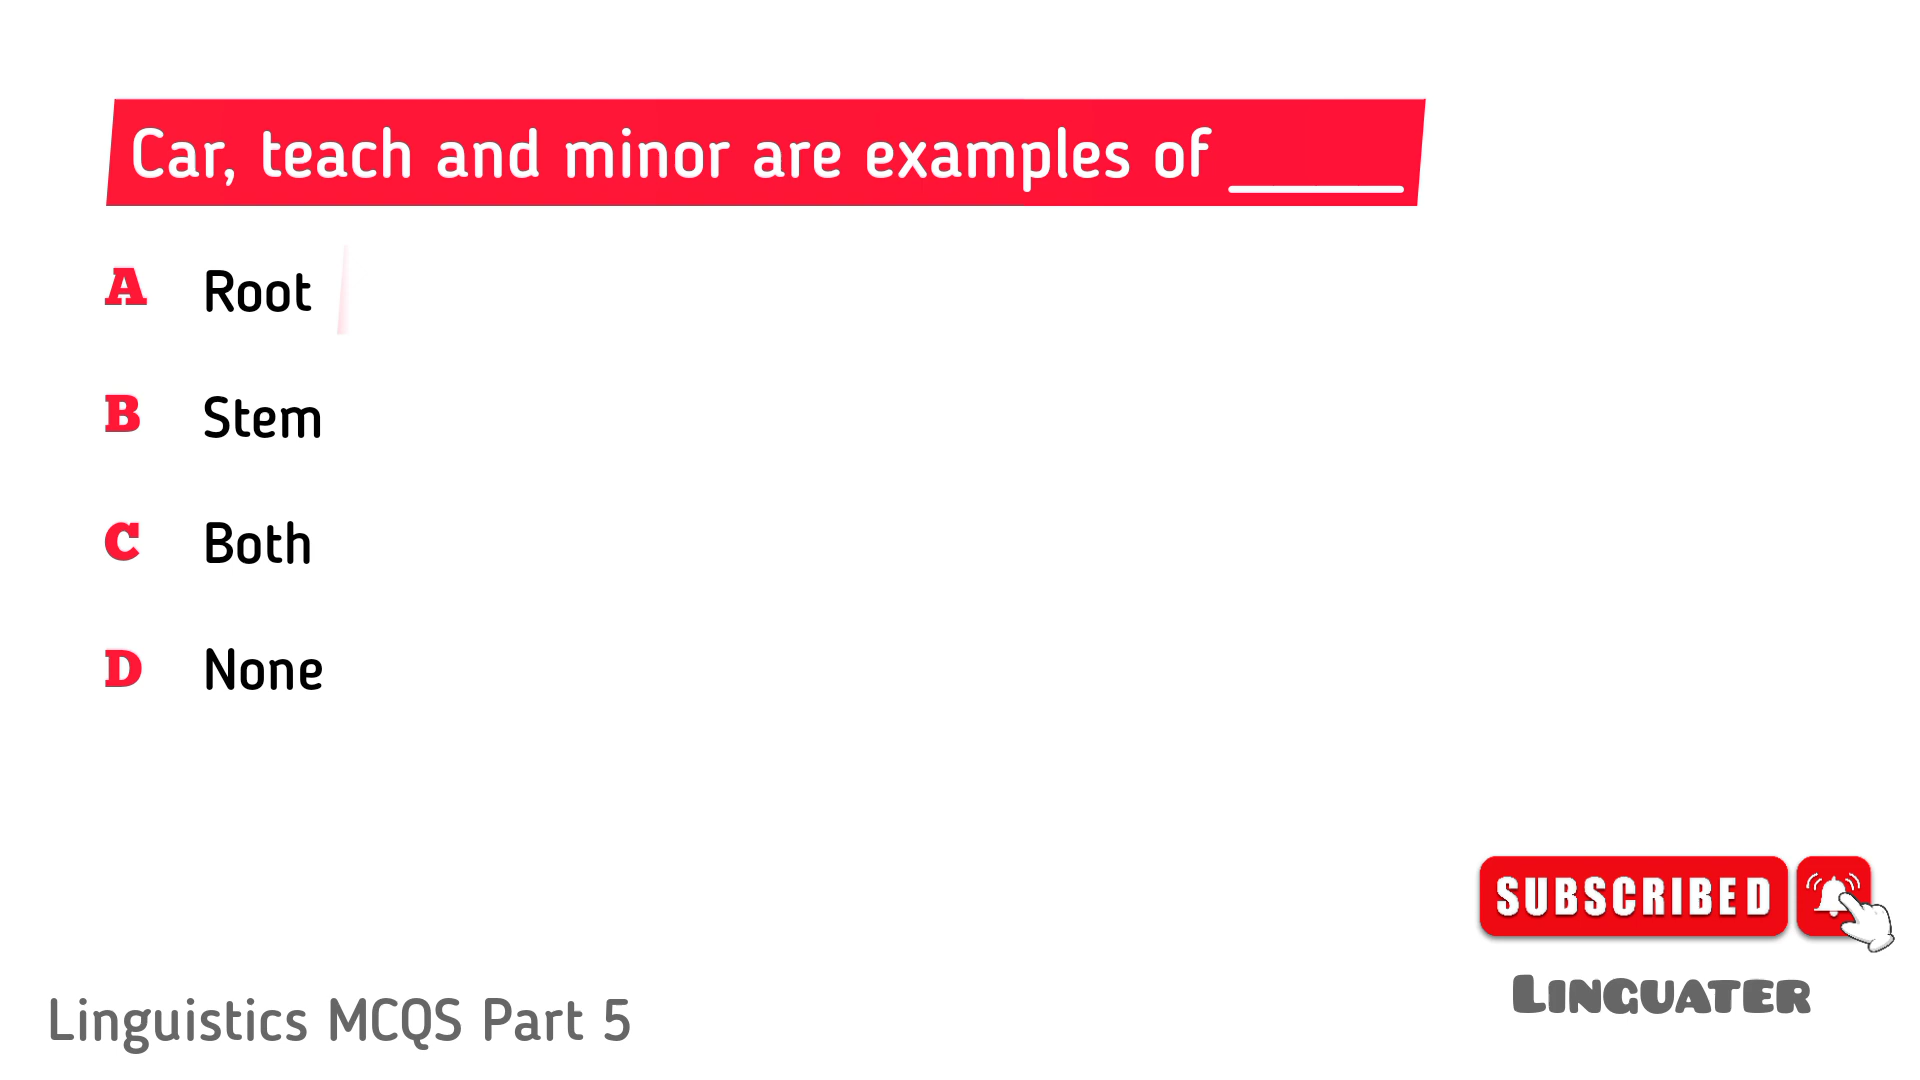 Car, teach and minor are examples of ______
A Root
B Stem
C Both
D None
SUBSCRIBED
LINGUATER
Linguistics MCQS Part 5